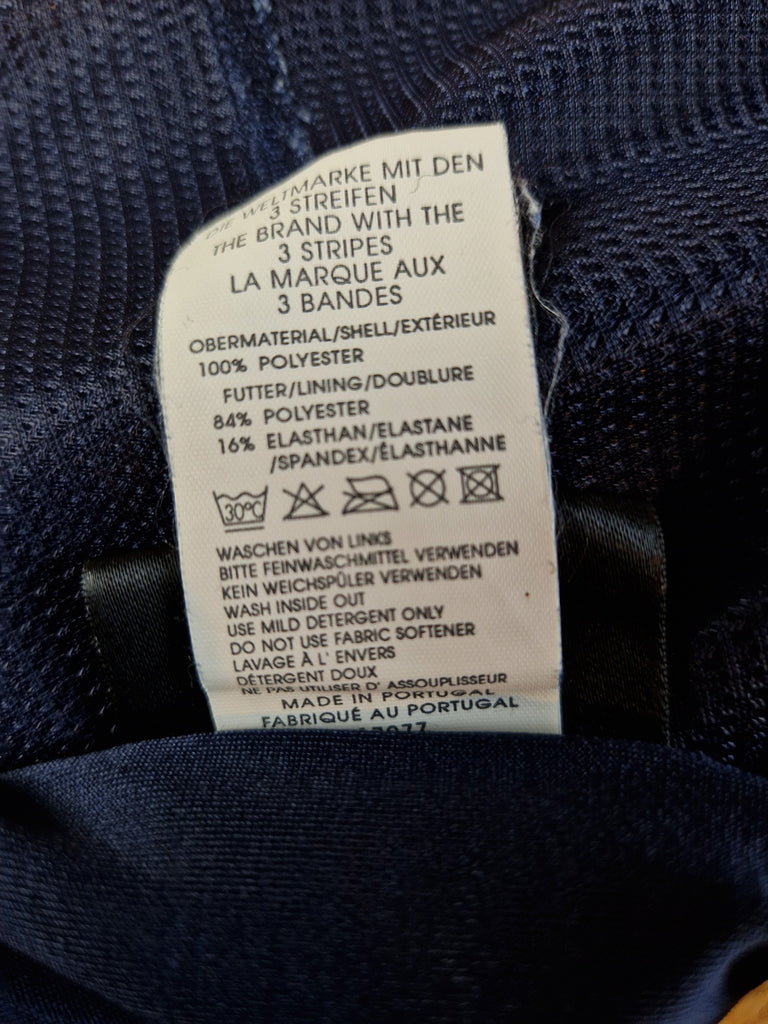 DIE WELTMARKE MIT DEN
3 STREIFEN
THE BRAND WITH THE
3 STRIPES
LA MARQUE AUX
3 BANDES
OBERMATERIAL/SHELL/EXTÉRIEUR
100% POLYESTER
FUTTER/LINING/DOUBLURE
84% POLYESTER
16% ELASTHAN/ELASTANE
/SPANDEX/ÉLASTHANNE
30°C
WASCHEN VON LINKS
BITTE FEINWASCHMITTEL VERWENDEN
KEIN WEICHSPÜLER VERWENDEN
WASH INSIDE OUT
USE MILD DETERGENT ONLY
DO NOT USE FABRIC SOFTENER
LAVAGE À L' ENVERS
DÉTERGENT DOUX
NE PAS UTILISER D' ASSOUPLISSEUR
MADE IN PORTUGAL
FABRIQUÉ AU PORTUGAL